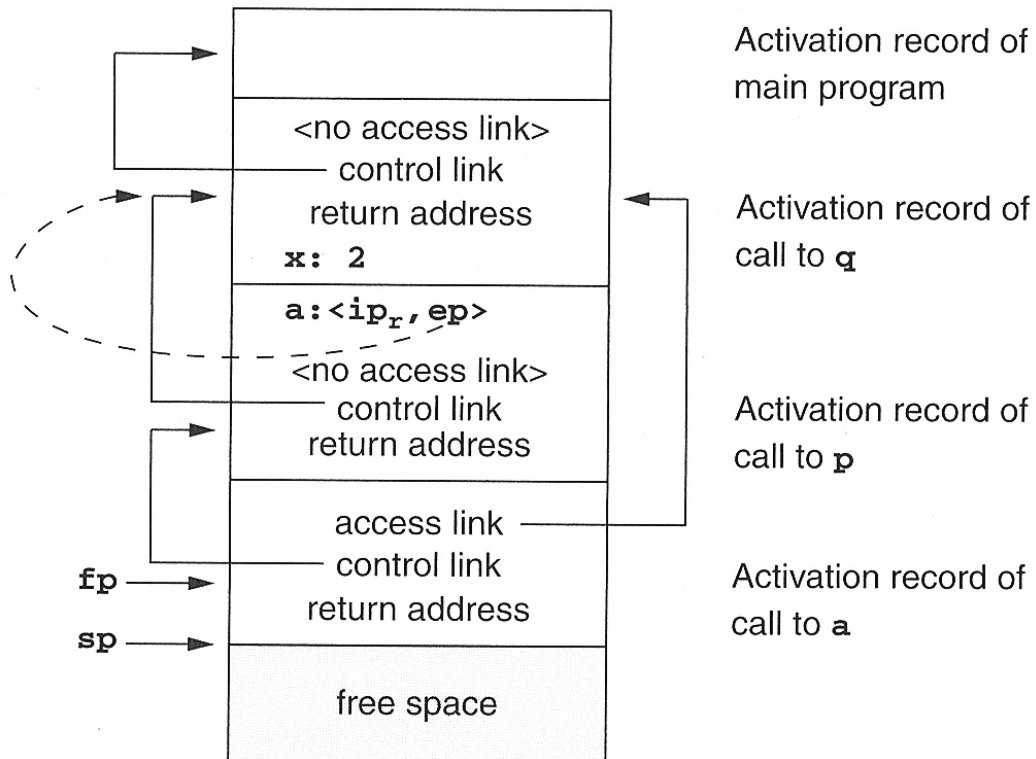 Activation record of
main program
<no access link>
control link
return address
x: 2
Activation record of
call to q
a:<ipr,ep>
<no access link>
control link
return address
Activation record of
call to p
access link
control link
return address
Activation record of
call to a
fp
sp
free space